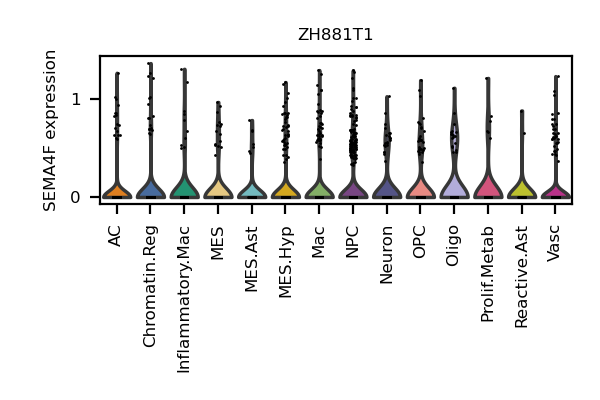 ZH881T1
SEMA4F expression
1
0
AC
Chromatin.Reg
Inflammatory.Mac
MES
MES.Ast
MES.Hyp
Mac
NPC
Neuron
OPC
Oligo
Prolif.Metab
Reactive.Ast
Vasc